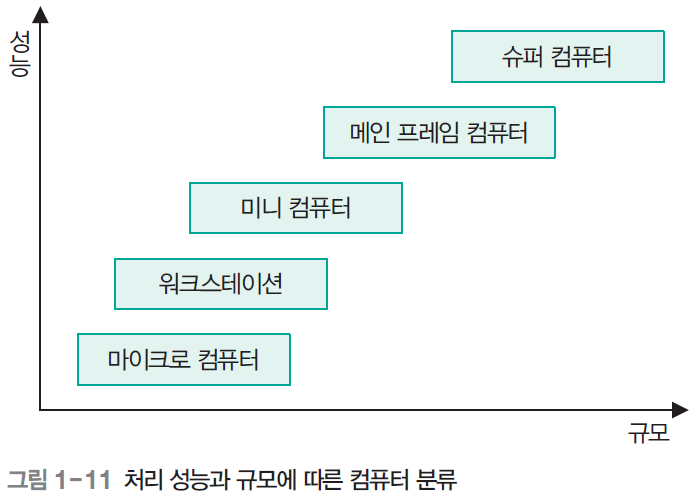 성능
슈퍼 컴퓨터
메인 프레임 컴퓨터
미니 컴퓨터
워크스테이션
마이크로 컴퓨터
규모
그림 1-11 처리 성능과 규모에 따른 컴퓨터 분류